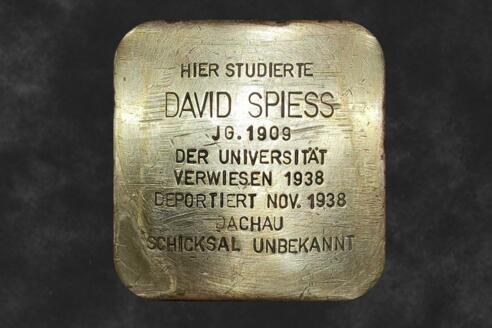 HIER STUDIERTE
DAVID SPIESS
JG. 1909
DER UNIVERSITÄT
VERWIESEN 1938
DEPORTIERT NOV. 1938
DACHAU
SCHICKSAL UNBEKANNT